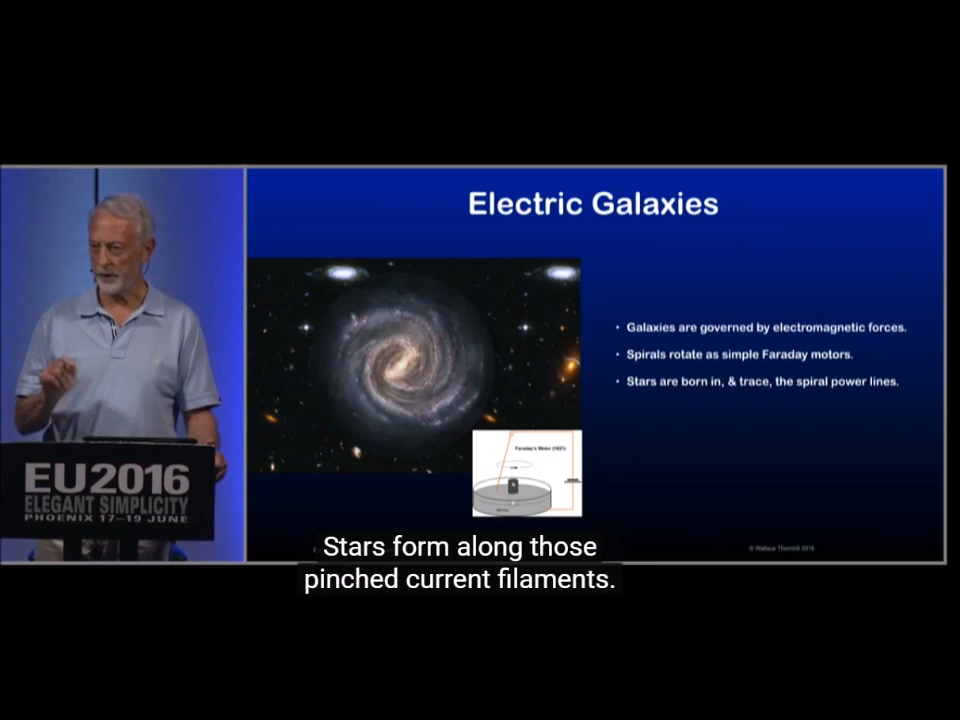 Electric Galaxies
• Galaxies are governed by electromagnetic forces.
• Spirals rotate as simple Faraday motors.
• Stars are born in, & trace, the spiral power lines.
Faraday's Motor (1821)
EU2016
ELEGANT SIMPLICITY
PHOENIX 17–19 JUNE
© Wallace Thornhill 2016
Stars form along those
pinched current filaments.